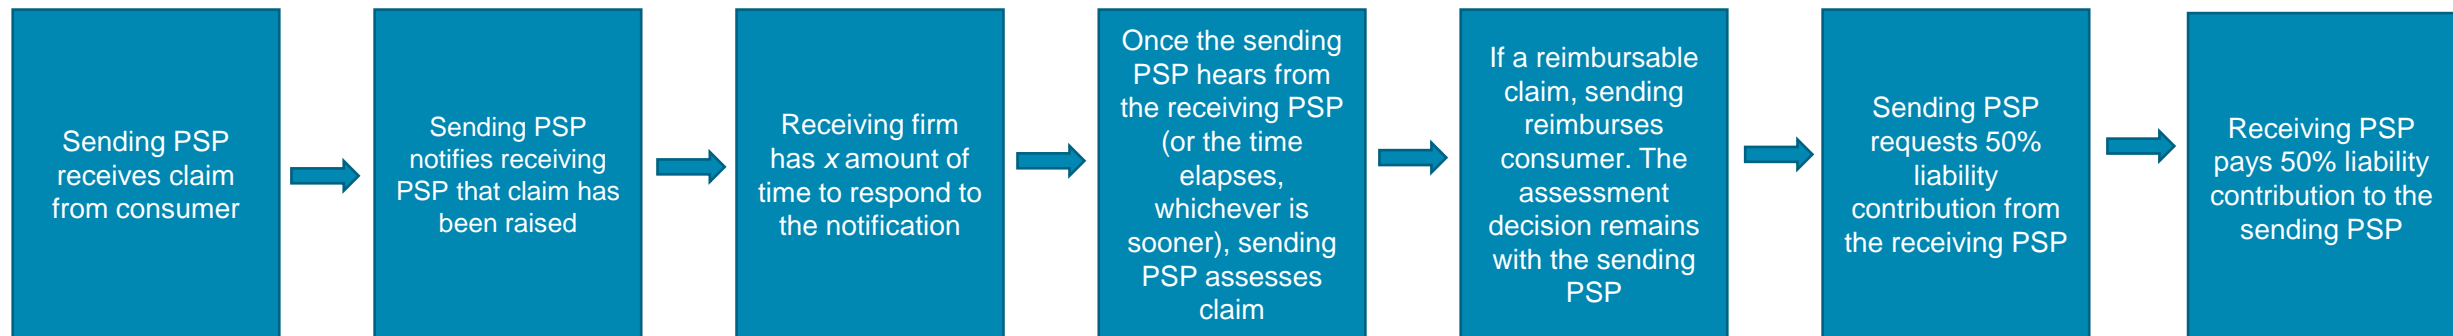 Sending PSP
receives claim
from consumer
Sending PSP
notifies receiving
PSP that claim has
been raised
Receiving firm
has x amount of
time to respond to
the notification
Once the sending
PSP hears from
the receiving PSP
(or the time
elapses,
whichever is
sooner), sending
PSP assesses
claim
If a reimbursable
claim, sending
reimburses
consumer. The
assessment
decision remains
with the sending
PSP
Sending PSP
requests 50%
liability
contribution from
the receiving PSP
Receiving PSP
pays 50% liability
contribution to the
sending PSP